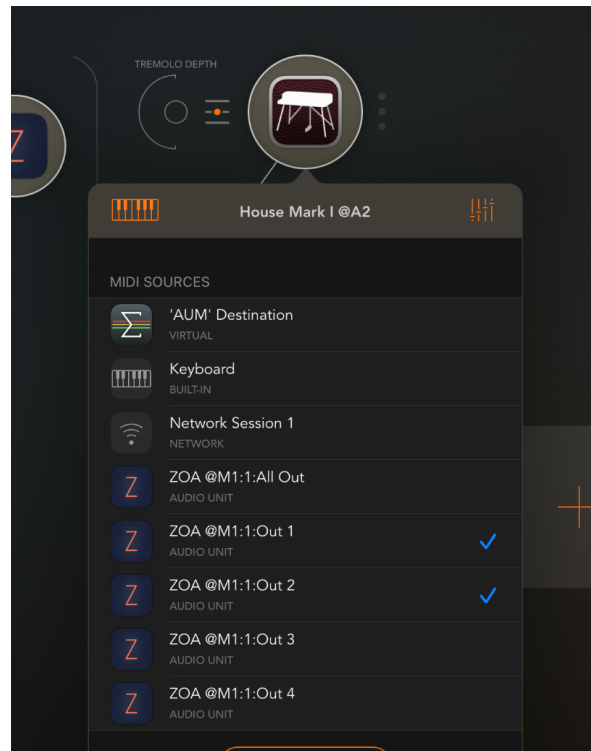 TREMOLO DEPTH
Z
House Mark I @A2
MIDI SOURCES
'AUM' Destination
VIRTUAL
Keyboard
BUILT-IN
Network Session 1
NETWORK
Z
ZOA @M1:1:All Out
AUDIO UNIT
Z
ZOA @M1:1:Out 1
AUDIO UNIT
Z
ZOA @M1:1:Out 2
AUDIO UNIT
Z
ZOA @M1:1:Out 3
AUDIO UNIT
Z
ZOA @M1:1:Out 4
AUDIO UNIT